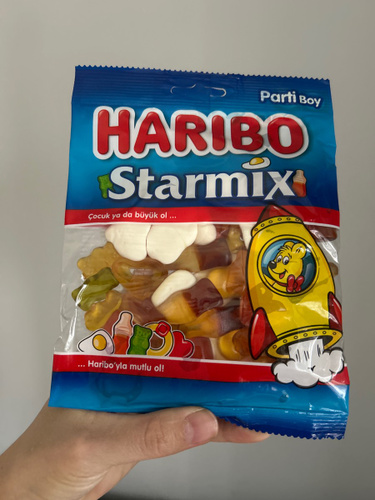 Parti Boy
HARIBO
Starmix
Çocuk ya da büyük ol ...
... Haribo'yla mutlu ol!